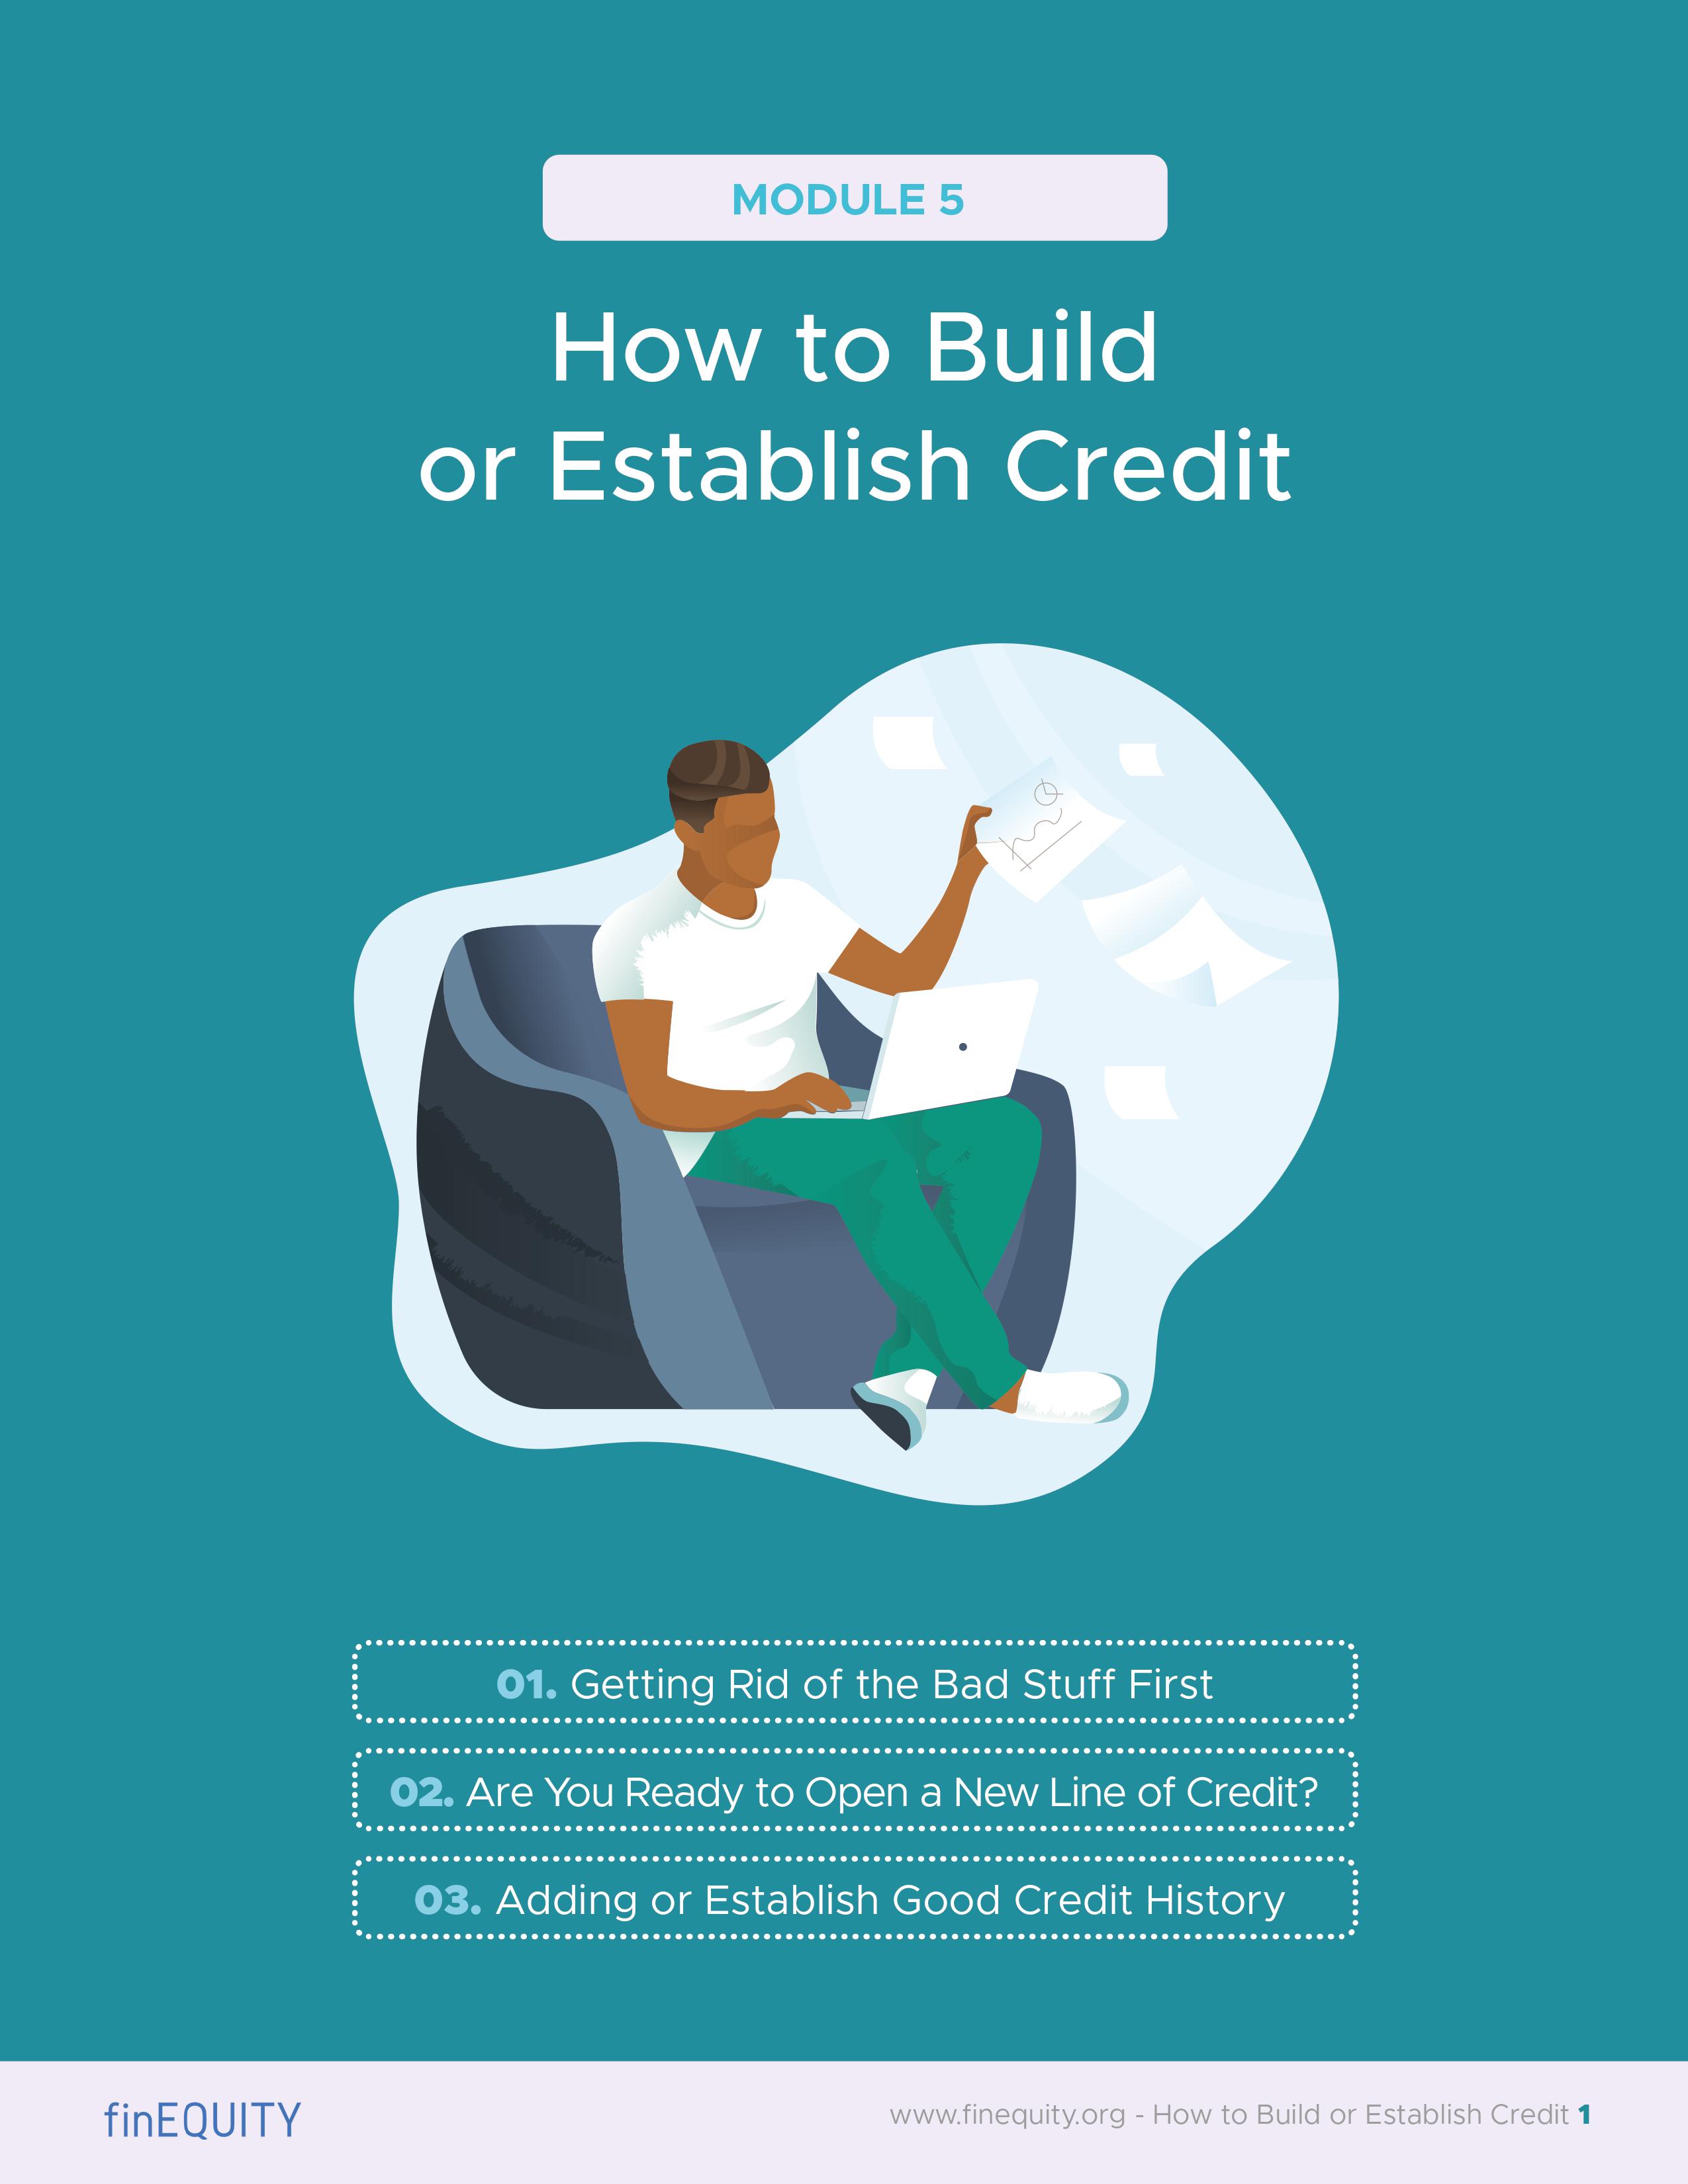 MODULE 5
How to Build
or Establish Credit
01. Getting Rid of the Bad Stuff First
02. Are You Ready to Open a New Line of Credit?
03. Adding or Establish Good Credit History
finEQUITY
www.finequity.org - How to Build or Establish Credit 1